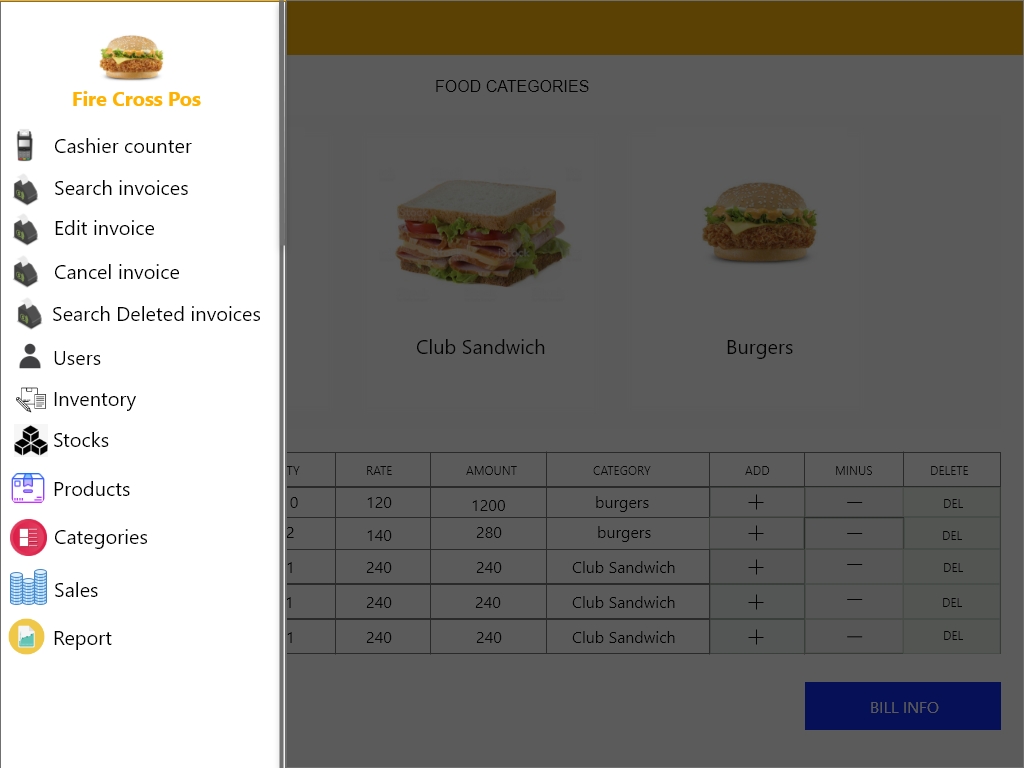 Fire Cross Pos
Cashier counter
Search invoices
Edit invoice
Cancel invoice
Search Deleted invoices
Users
Inventory
Stocks
Products
Categories
Sales
Report
FOOD CATEGORIES
Club Sandwich Burgers
TY RATE AMOUNT CATEGORY ADD MINUS DELETE
0 120 1200 burgers + — DEL
2 140 280 burgers + — DEL
1 240 240 Club Sandwich + — DEL
1 240 240 Club Sandwich + — DEL
1 240 240 Club Sandwich + — DEL
BILL INFO